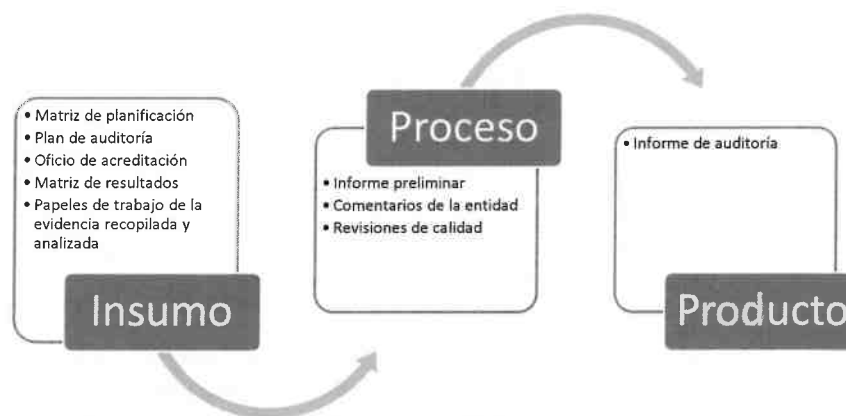 • Matriz de planificación
• Plan de auditoría
• Oficio de acreditación
• Matriz de resultados
• Papeles de trabajo de la
evidencia recopilada y
analizada
Insumo
Proceso
• Informe preliminar
• Comentarios de la entidad
• Revisiones de calidad
• Informe de auditoría
Producto